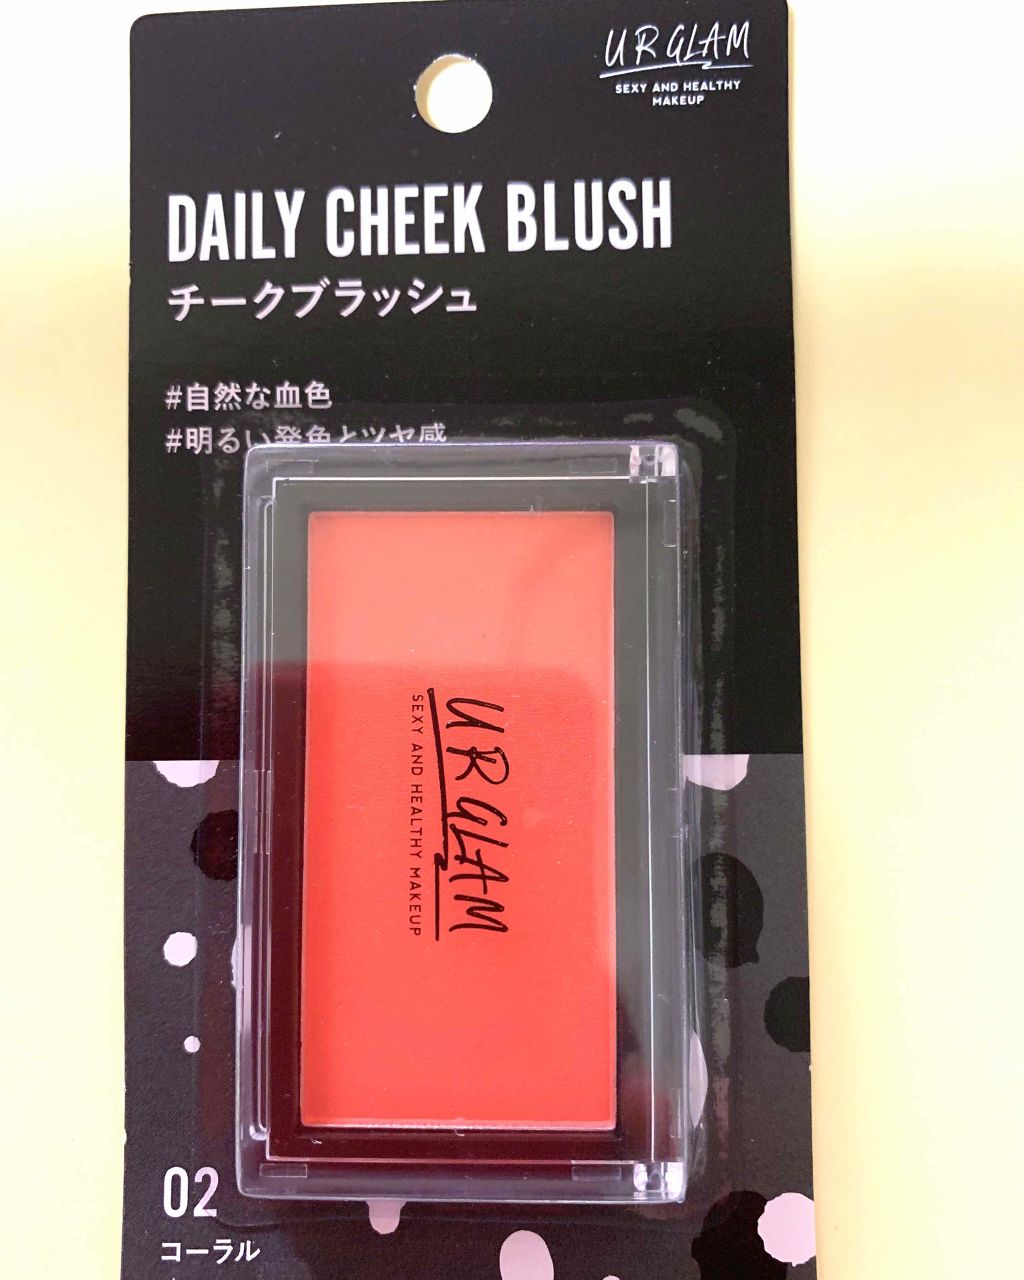 UR GLAM
SEXY AND HEALTHY
MAKEUP
DAILY CHEEK BLUSH
チークブラッシュ
#自然な血色
#明るい発色とツヤ感
UR GLAM
SEXY AND HEALTHY MAKEUP
02
コーラル